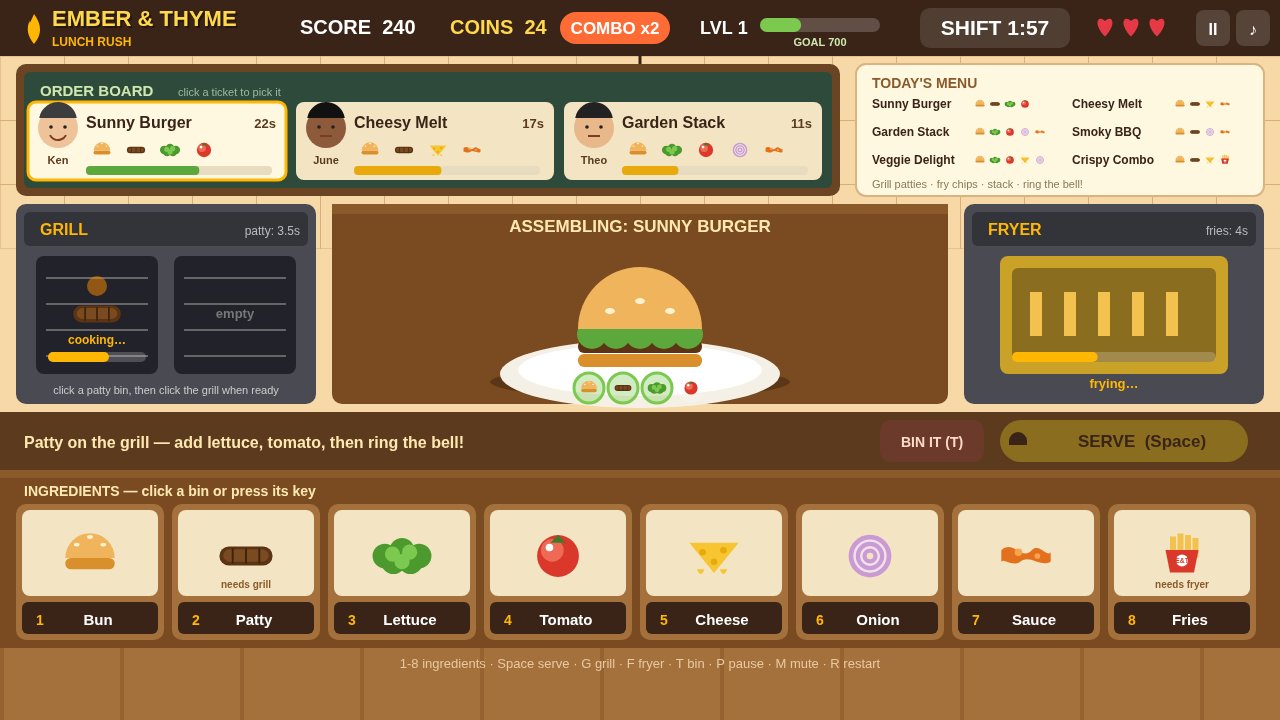 EMBER & THYME
LUNCH RUSH
SCORE 240
COINS 24
COMBO x2
LVL 1
GOAL 700
SHIFT 1:57
II
♪
ORDER BOARD
click a ticket to pick it
Ken
Sunny Burger
22s
June
Cheesy Melt
17s
Theo
Garden Stack
11s
TODAY'S MENU
Sunny Burger
Cheesy Melt
Garden Stack
Smoky BBQ
Veggie Delight
Crispy Combo
Grill patties · fry chips · stack · ring the bell!
GRILL
patty: 3.5s
cooking…
empty
click a patty bin, then click the grill when ready
ASSEMBLING: SUNNY BURGER
FRYER
fries: 4s
frying…
Patty on the grill — add lettuce, tomato, then ring the bell!
BIN IT (T)
SERVE (Space)
INGREDIENTS — click a bin or press its key
needs grill
needs fryer
1 Bun
2 Patty
3 Lettuce
4 Tomato
5 Cheese
6 Onion
7 Sauce
8 Fries
1-8 ingredients · Space serve · G grill · F fryer · T bin · P pause · M mute · R restart